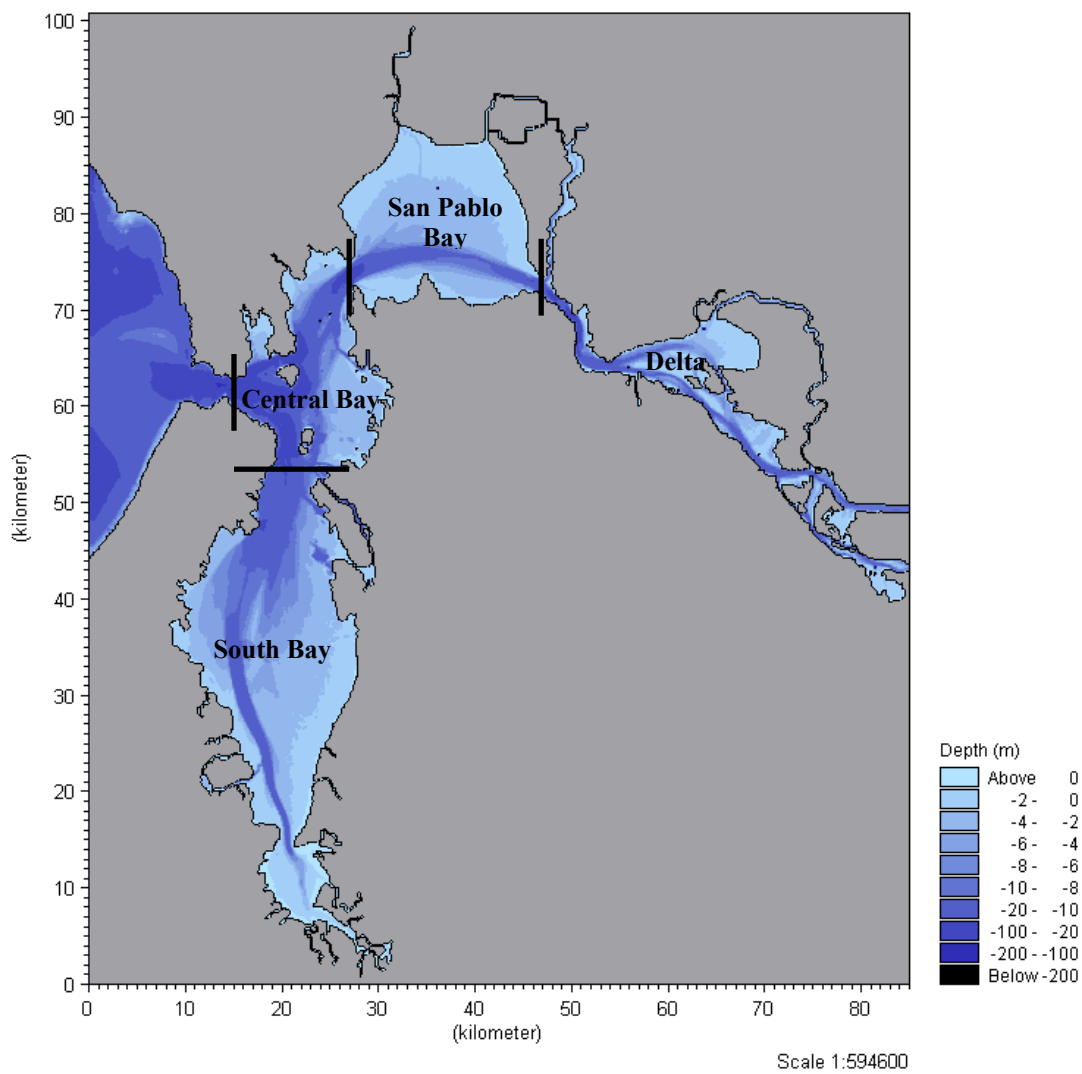 100
90
80
70
60
50
40
30
20
10
0
(kilometer)
San Pablo
Bay
Delta
Central Bay
South Bay
0 10 20 30 40 50 60 70 80
(kilometer)
Scale 1:594600
Depth (m)
Above 0
-2 - 0
-4 - -2
-6 - -4
-8 - -6
-10 - -8
-20 - -10
-100 - -20
-200 - -100
Below -200